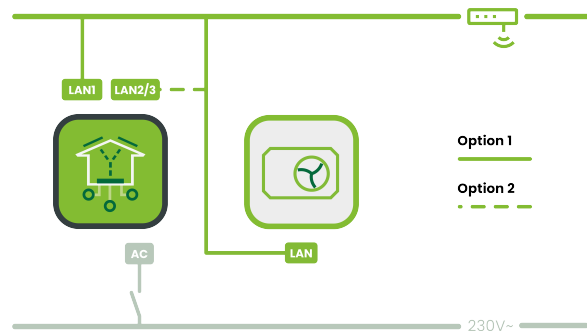 LAN1
LAN2/3
Option 1
Option 2
AC
LAN
230V~